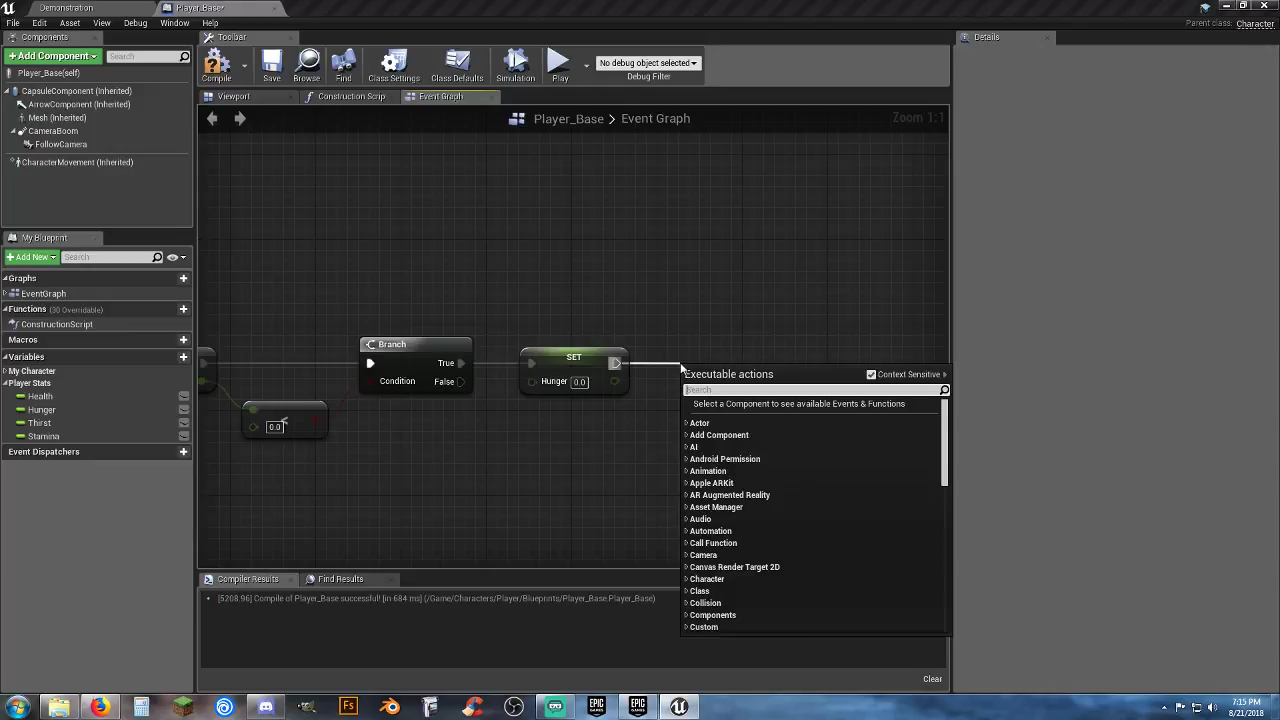 Demonstration
Player_Base*
File Edit Asset View Debug Window Help
Parent class: Character
Components
Toolbar
Details
+ Add Component
Search
Player_Base(self)
CapsuleComponent (Inherited)
ArrowComponent (Inherited)
Mesh (Inherited)
CameraBoom
FollowCamera
CharacterMovement (Inherited)
Compile
Save
Browse
Find
Class Settings
Class Defaults
Simulation
Play
No debug object selected
Debug Filter
Viewport
Construction Scrip
Event Graph
Player_Base > Event Graph
Zoom 1:1
My Blueprint
+ Add New
Search
Graphs
EventGraph
Functions (30 Overridable)
ConstructionScript
Macros
Variables
My Character
Player Stats
Health
Hunger
Thirst
Stamina
Event Dispatchers
Branch
True
Condition
False
<
0.0
SET
Hunger 0.0
Executable actions
Context Sensitive
Search
Select a Component to see available Events & Functions
Actor
Add Component
AI
Android Permission
Animation
Apple ARKit
AR Augmented Reality
Asset Manager
Audio
Automation
Call Function
Camera
Canvas Render Target 2D
Character
Class
Collision
Components
Custom
Compiler Results
Find Results
[5208.96] Compile of Player_Base successful! [in 684 ms] (/Game/Characters/Player/Blueprints/Player_Base.Player_Base)
Clear
Fs
EPIC GAMES
EPIC GAMES
7:15 PM
8/21/2018